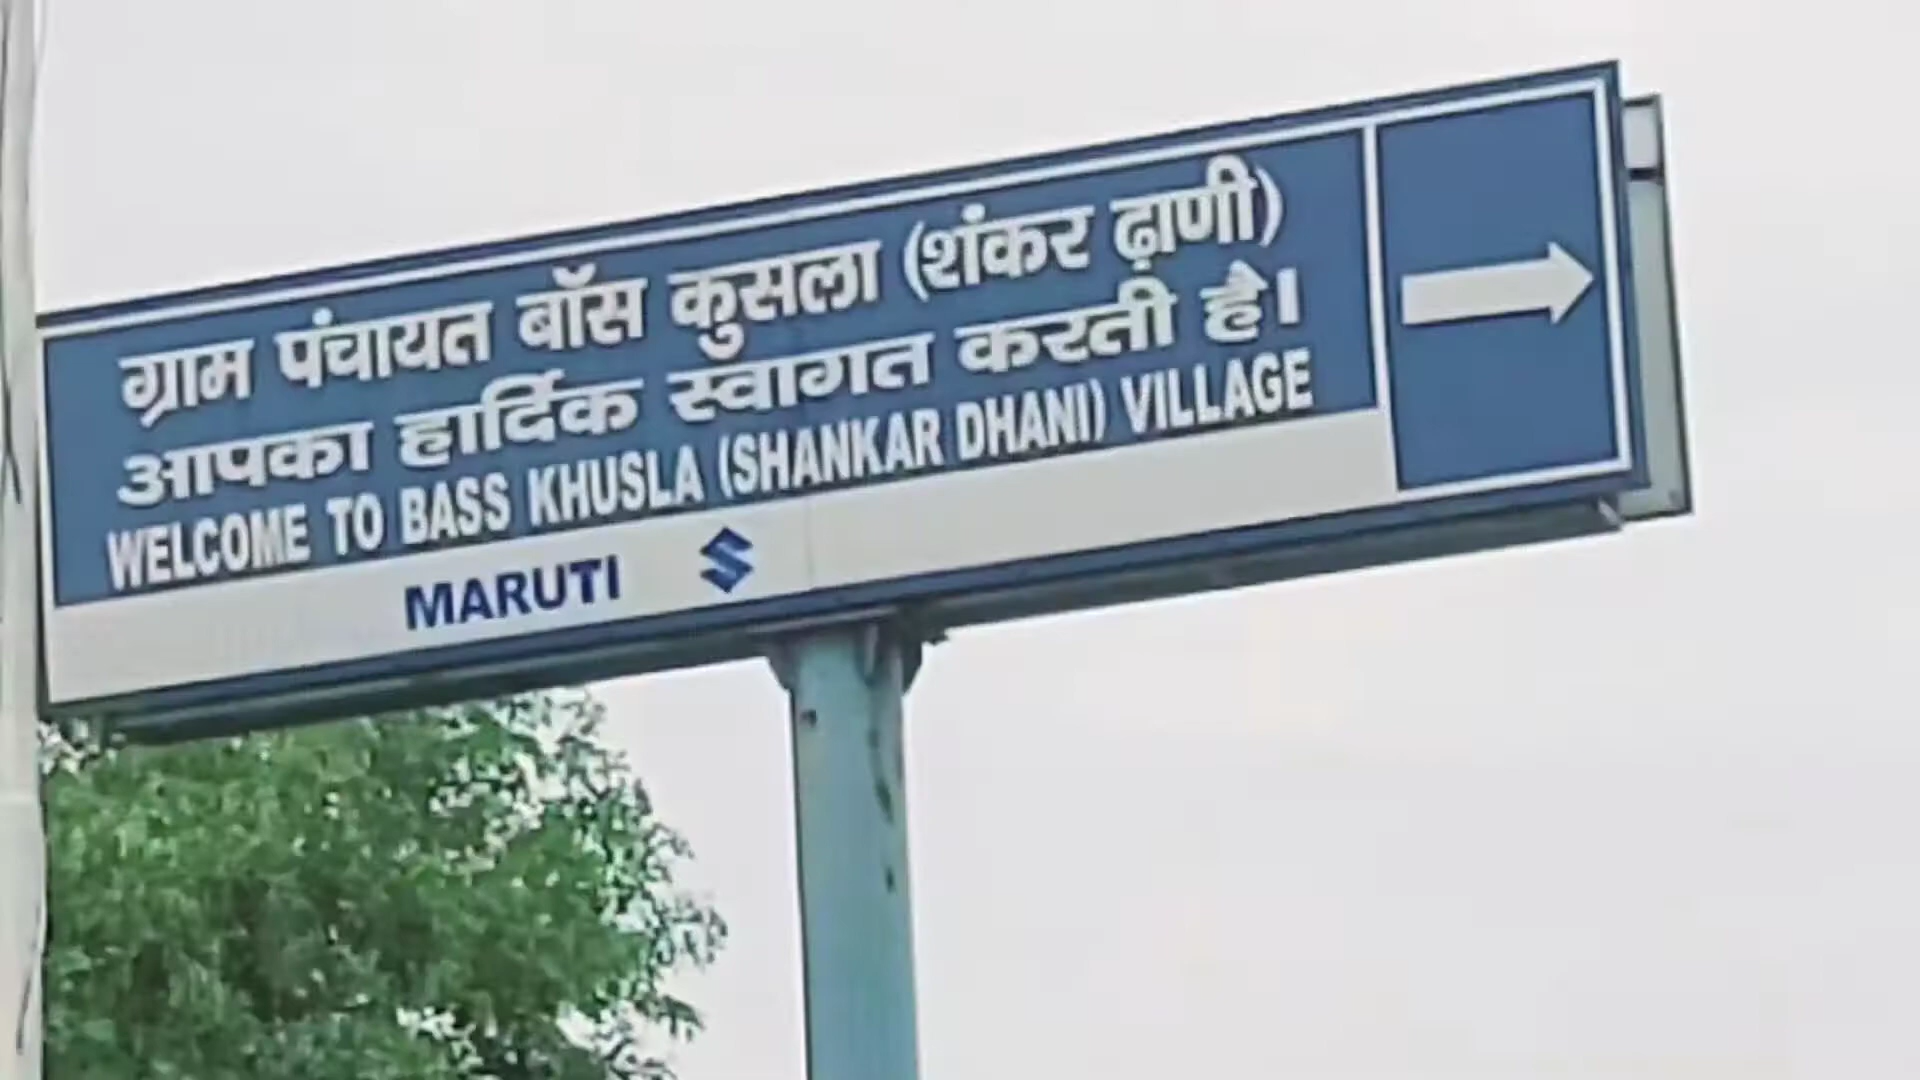 ग्राम पंचायत बॉस कुसला (शंकर ढ़ाणी)
आपका हार्दिक स्वागत करती है।
WELCOME TO BASS KHUSLA (SHANKAR DHANI) VILLAGE
MARUTI